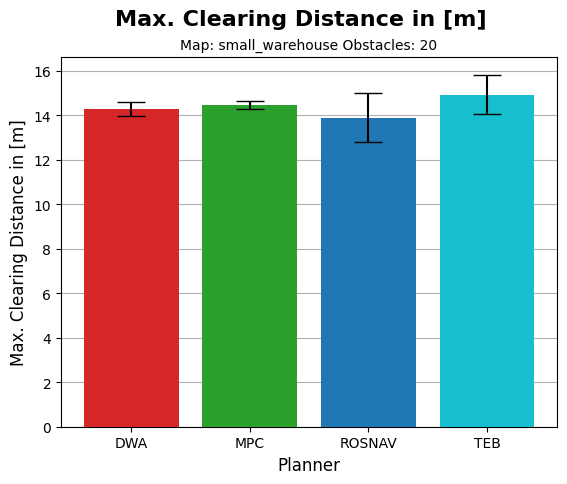 Max. Clearing Distance in [m]
Map: small_warehouse Obstacles: 20
Max. Clearing Distance in [m]
16
14
12
10
8
6
4
2
0
DWA MPC ROSNAV TEB
Planner